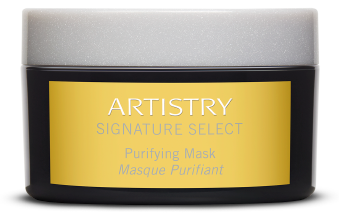 ARTISTRY
SIGNATURE SELECT
Purifying Mask
Masque Purifiant